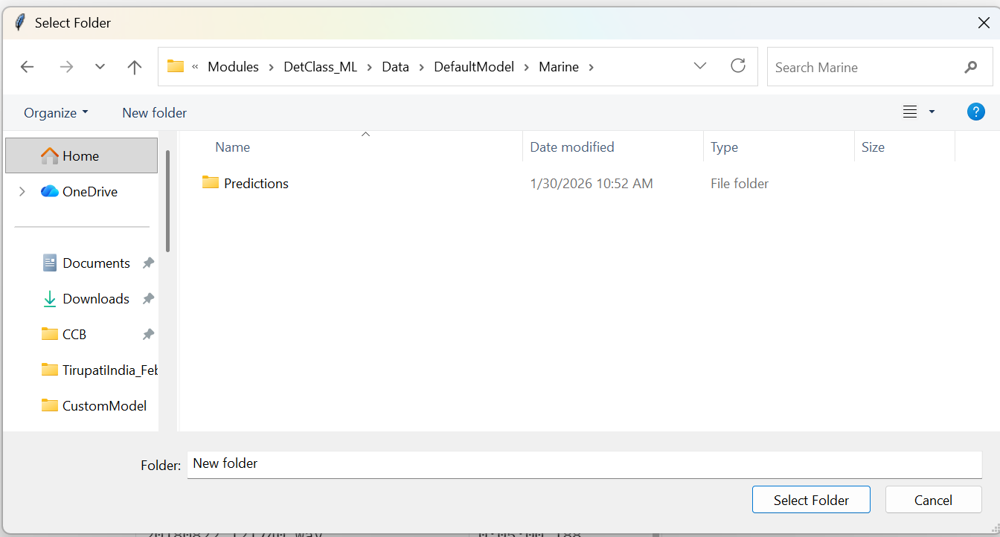 Select Folder
« Modules > DetClass_ML > Data > DefaultModel > Marine >
Search Marine
Organize
New folder
?
Name
Date modified
Type
Size
Home
OneDrive
Documents
Downloads
CCB
TirupatiIndia_Feb
CustomModel
Predictions
1/30/2026 10:52 AM
File folder
Folder:
New folder
Select Folder
Cancel